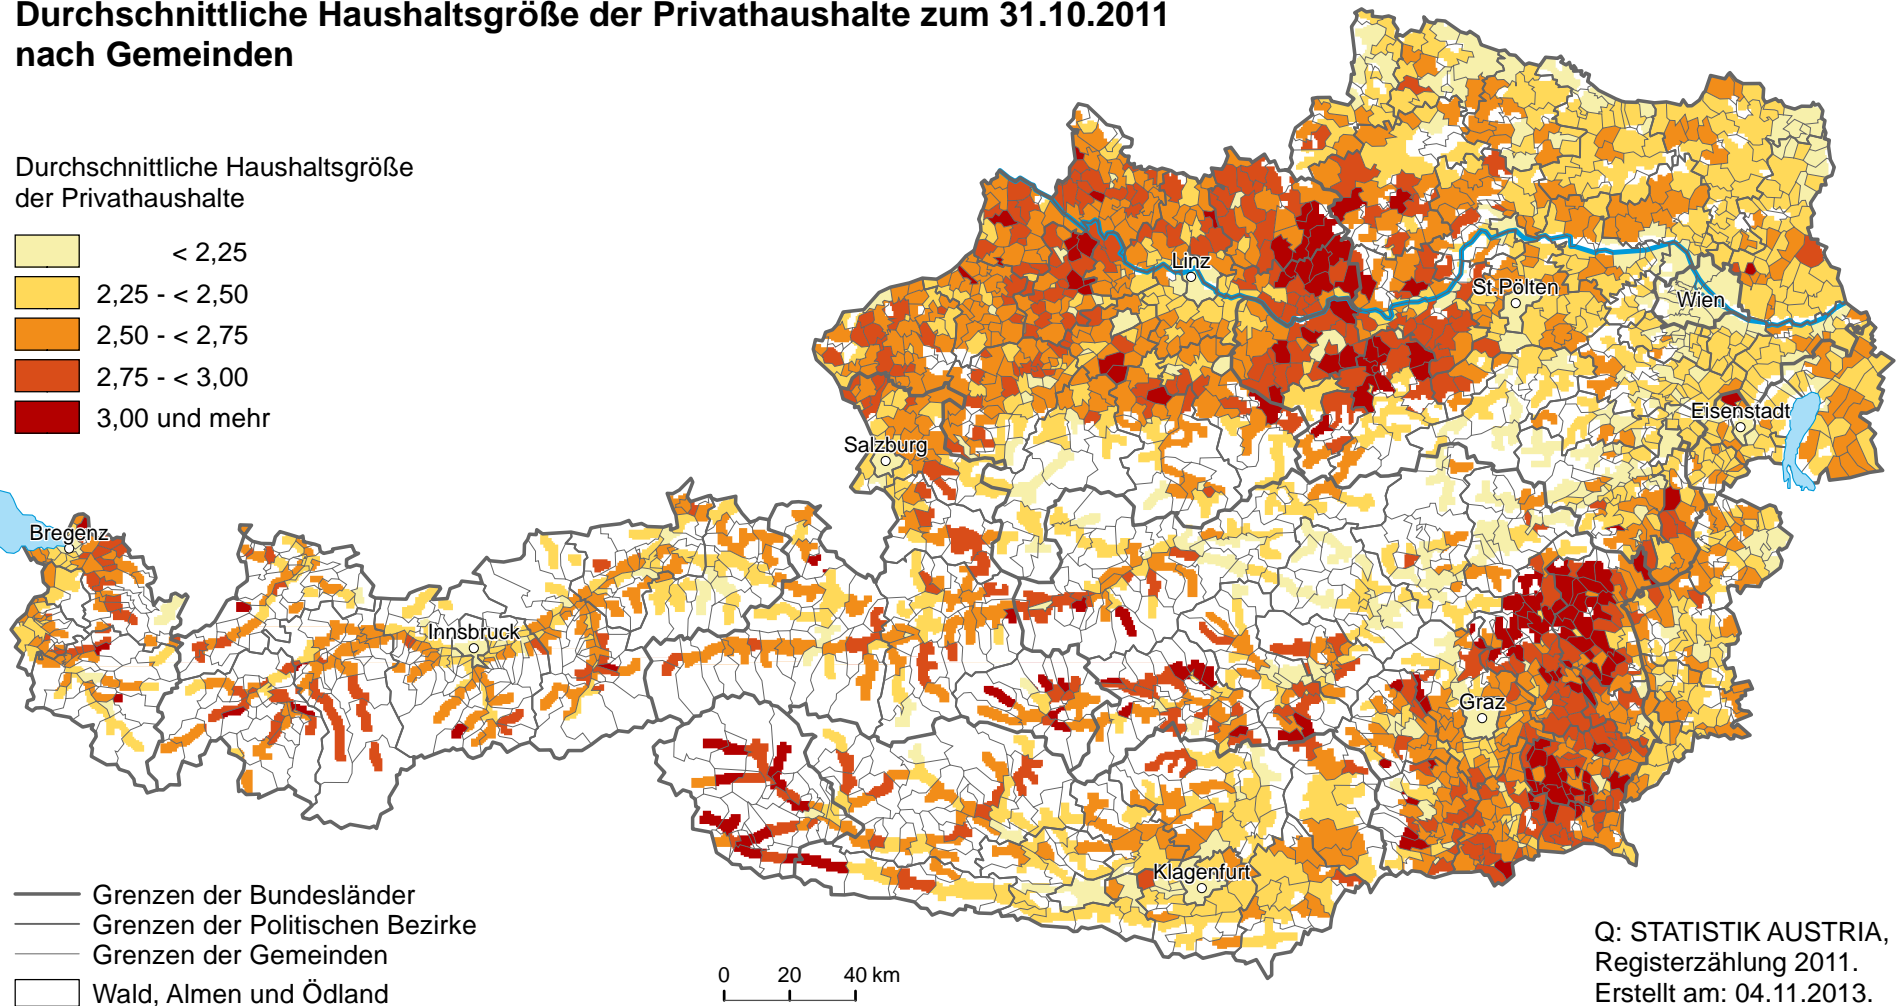 Durchschnittliche Haushaltsgröße der Privathaushalte zum 31.10.2011
nach Gemeinden
Durchschnittliche Haushaltsgröße
der Privathaushalte
< 2,25
2,25 - < 2,50
2,50 - < 2,75
2,75 - < 3,00
3,00 und mehr
Linz
St.Pölten
Wien
Eisenstadt
Salzburg
Bregenz
Innsbruck
Graz
Klagenfurt
Grenzen der Bundesländer
Grenzen der Politischen Bezirke
Grenzen der Gemeinden
Wald, Almen und Ödland
0 20 40 km
Q: STATISTIK AUSTRIA,
Registerzählung 2011.
Erstellt am: 04.11.2013.